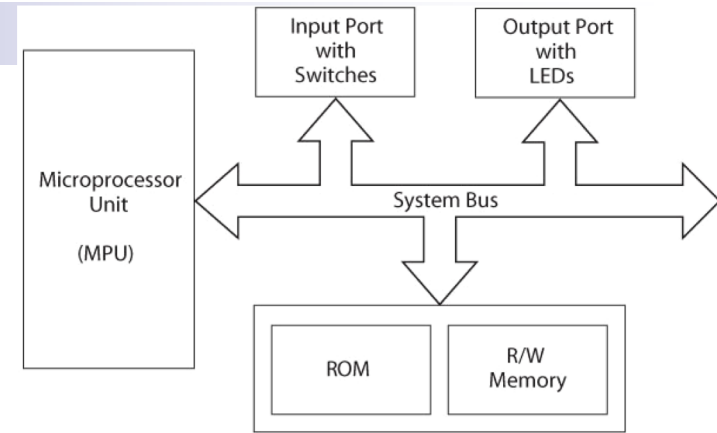 Input Port
with
Switches
Output Port
with
LEDs
Microprocessor
Unit
(MPU)
System Bus
ROM
R/W
Memory